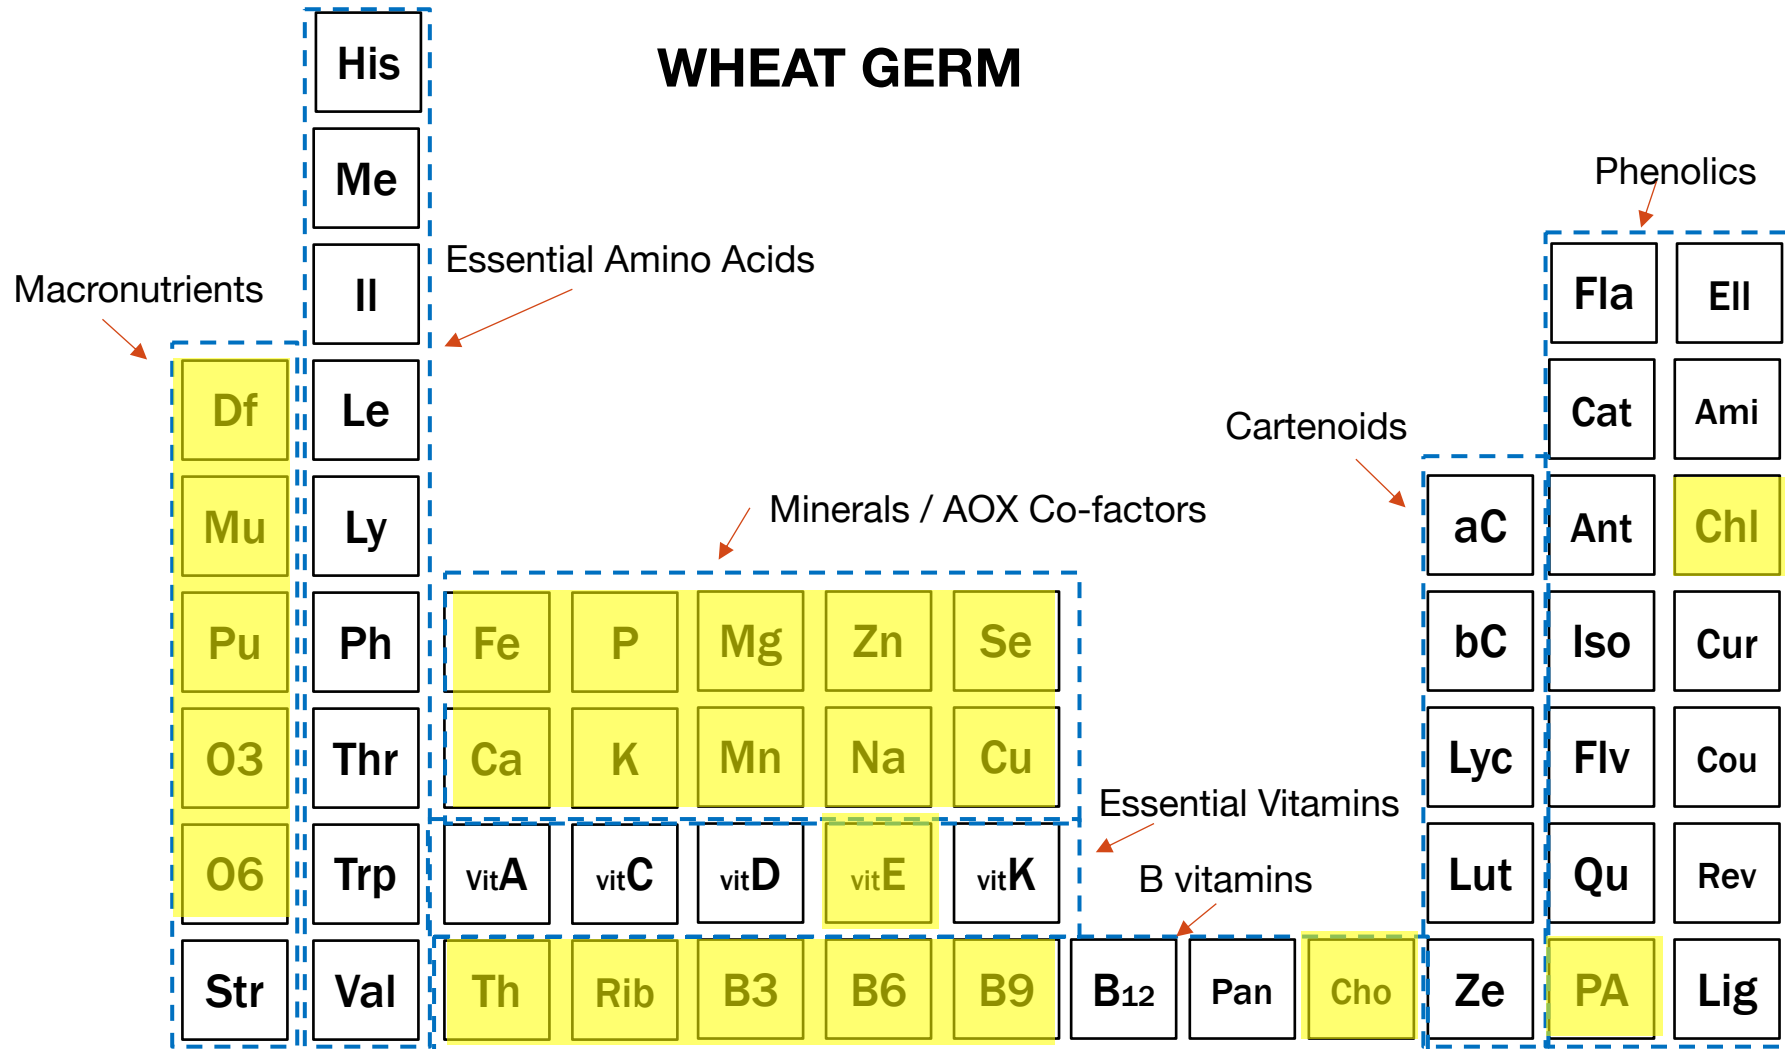 His
WHEAT GERM
Me
Phenolics
Essential Amino Acids
Macronutrients
Il
Fla Ell
Df Le
Cartenoids
Cat Ami
Mu Ly
Minerals / AOX Co-factors
aC Ant Chl
Pu Ph Fe P Mg Zn Se bC Iso Cur
O3 Thr Ca K Mn Na Cu Lyc Flv Cou
Essential Vitamins
O6 Trp VitA vitC vitD vitE vitK
B vitamins
Lut Qu Rev
Str Val Th Rib B3 B6 B9 B12 Pan Cho Ze PA Lig